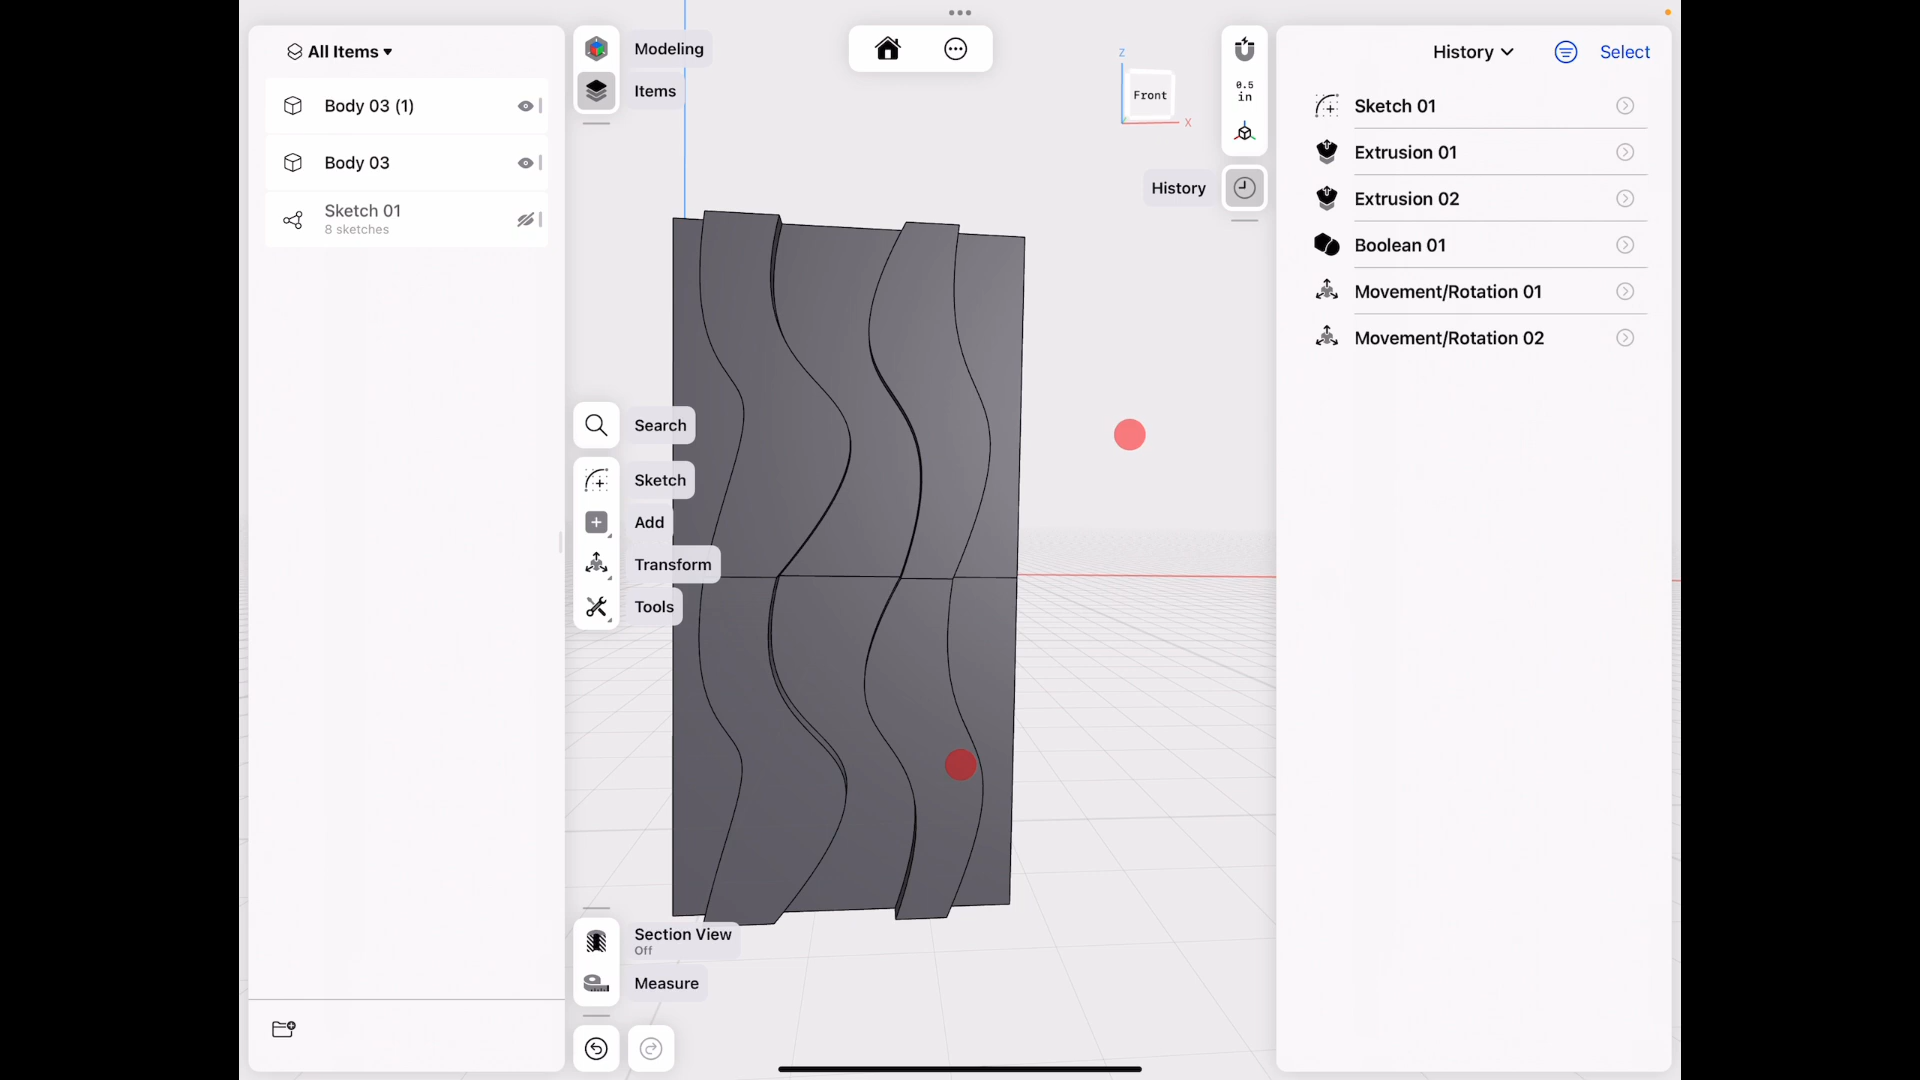 All Items
Body 03 (1)
Body 03
Sketch 01
8 sketches
Modeling
Items
Search
Sketch
Add
Transform
Tools
Section View
Off
Measure
Z
Front
X
0.5
in
History
History
Select
Sketch 01
Extrusion 01
Extrusion 02
Boolean 01
Movement/Rotation 01
Movement/Rotation 02